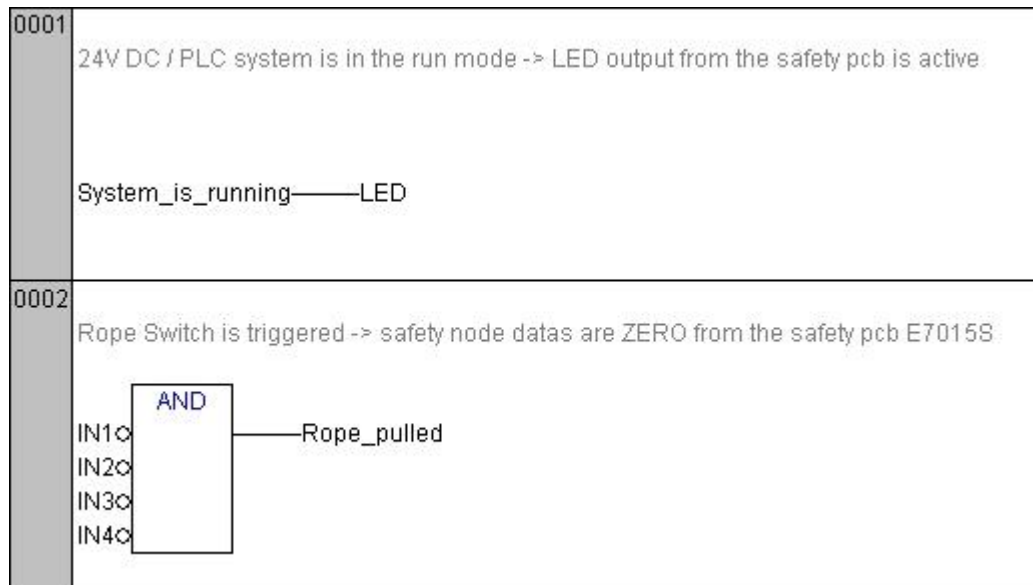 0001
24V DC / PLC system is in the run mode -> LED output from the safety pcb is active
System_is_running LED
0002
Rope Switch is triggered -> safety node datas are ZERO from the safety pcb E7015S
AND
IN1 Rope_pulled
IN2
IN3
IN4